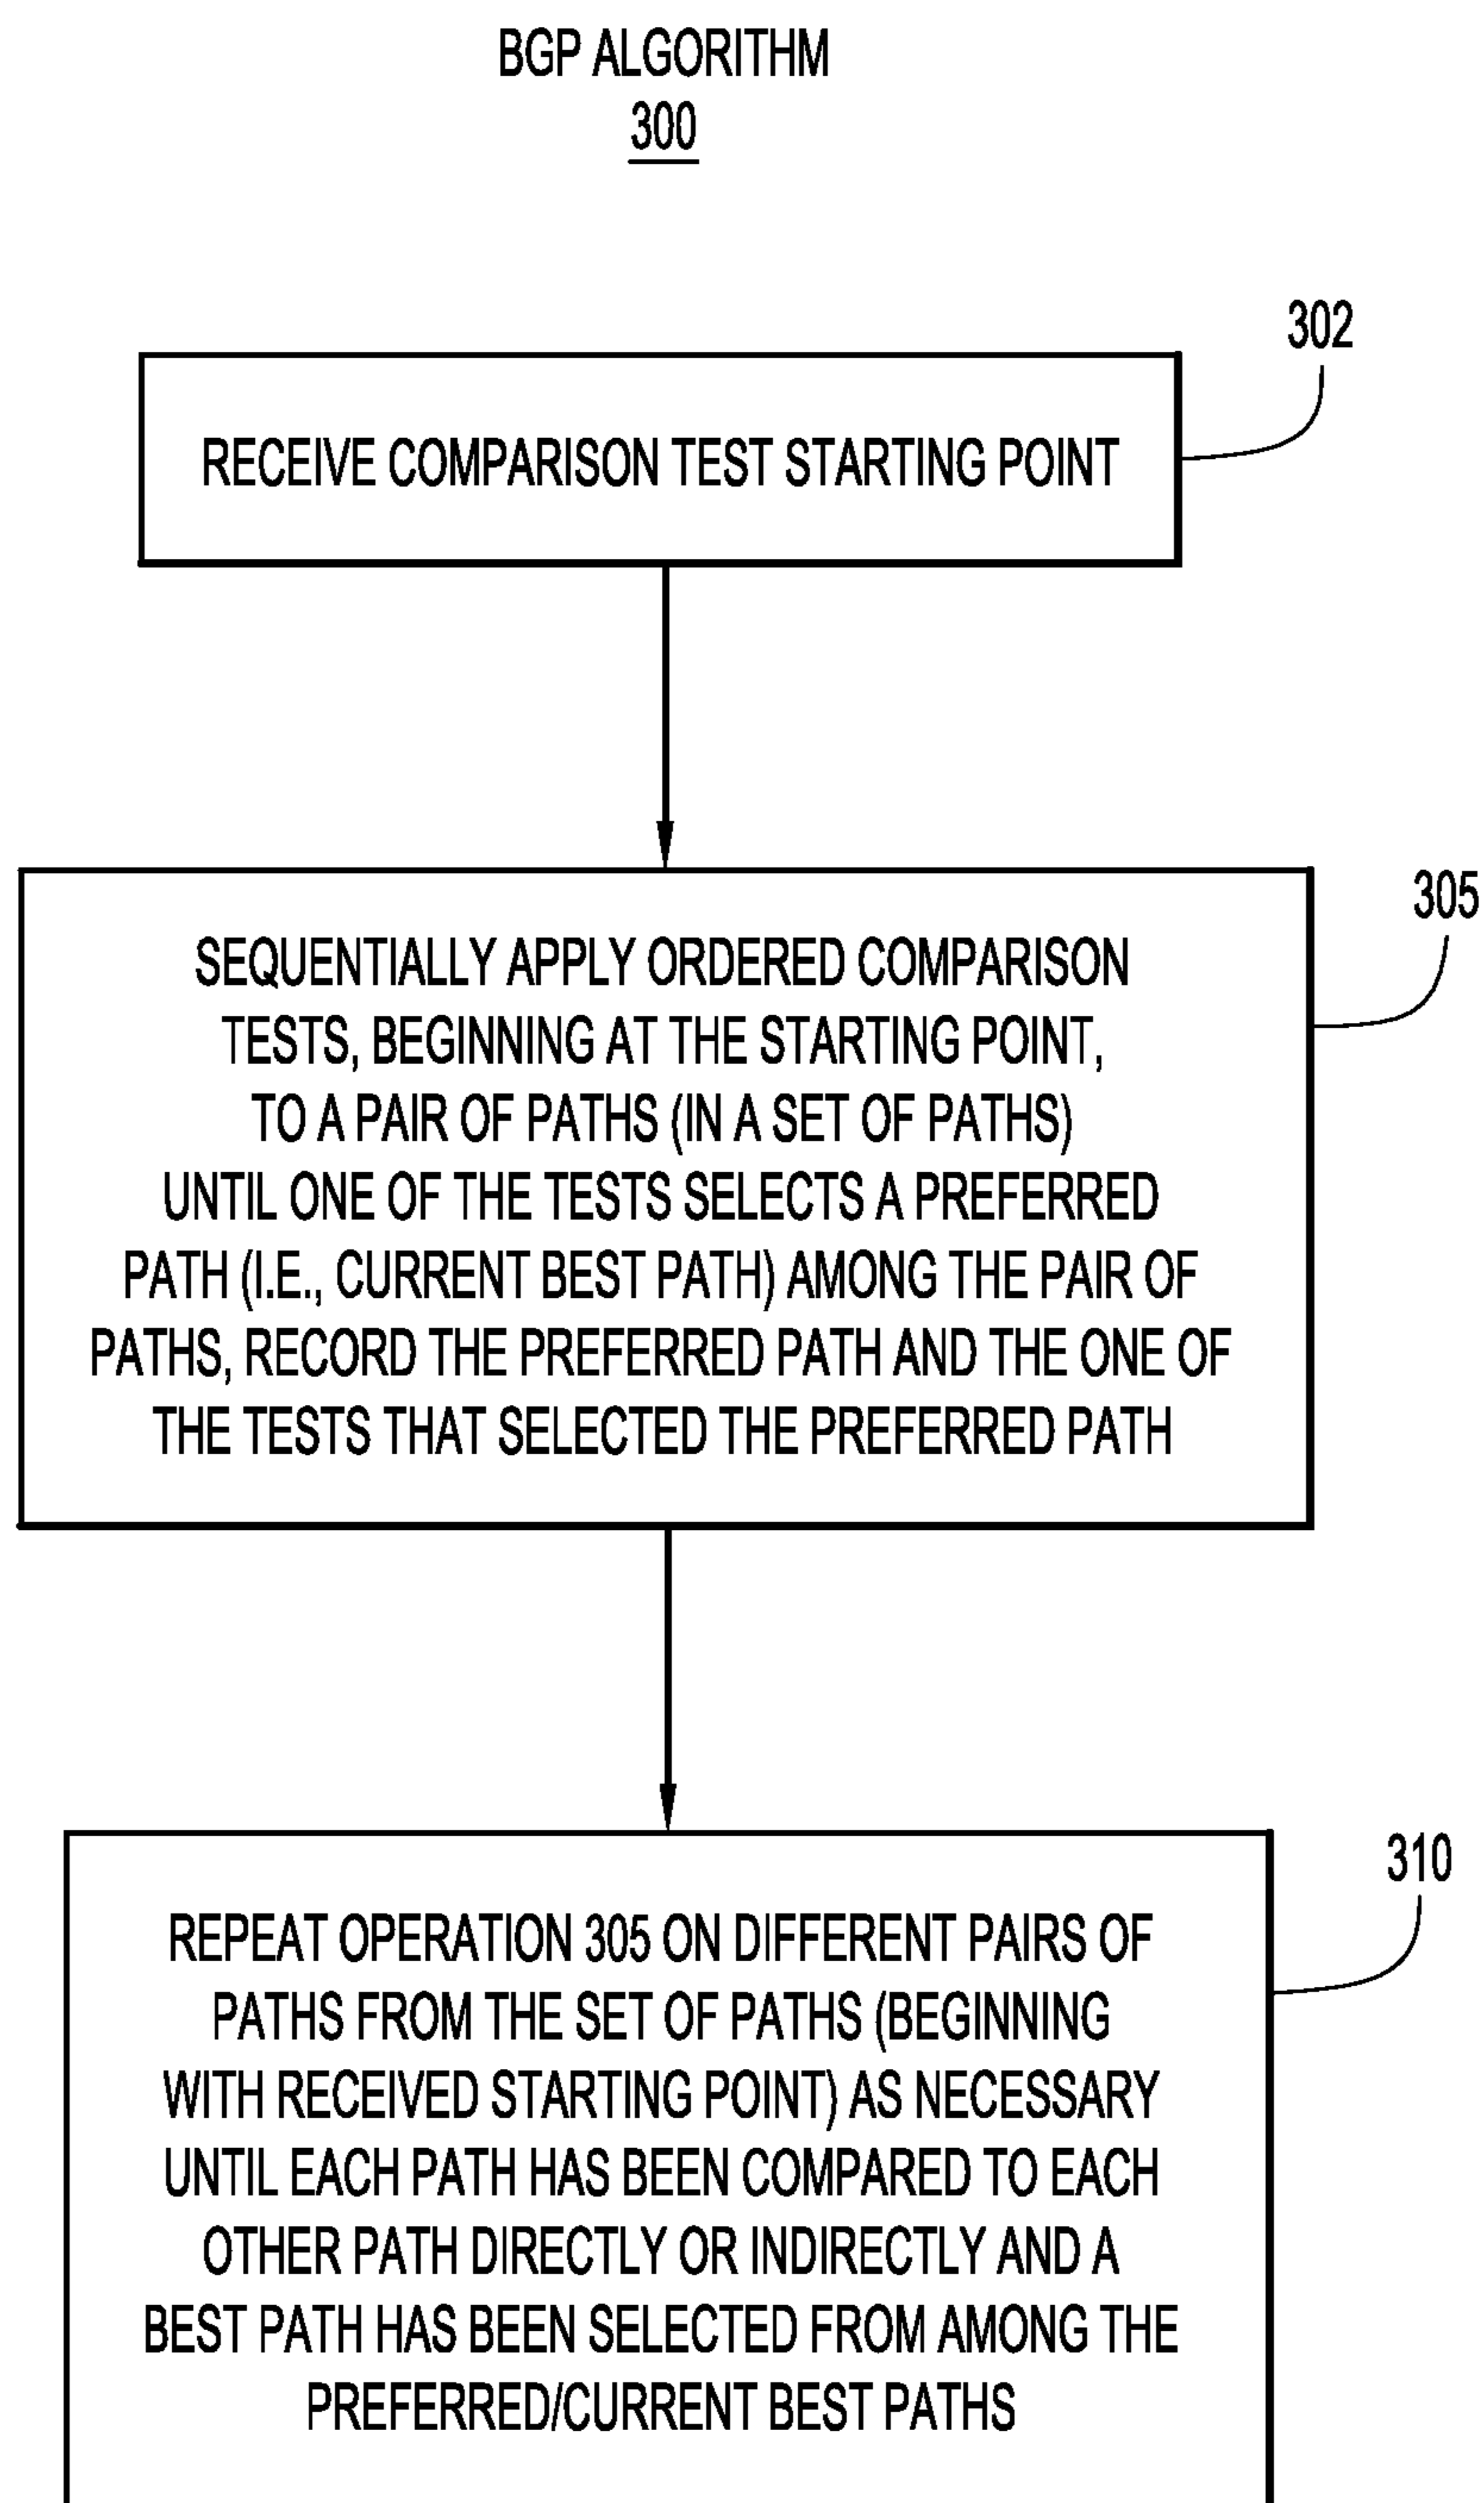 BGP ALGORITHM
300
302
RECEIVE COMPARISON TEST STARTING POINT
305
SEQUENTIALLY APPLY ORDERED COMPARISON
TESTS, BEGINNING AT THE STARTING POINT,
TO A PAIR OF PATHS (IN A SET OF PATHS)
UNTIL ONE OF THE TESTS SELECTS A PREFERRED
PATH (I.E., CURRENT BEST PATH) AMONG THE PAIR OF
PATHS, RECORD THE PREFERRED PATH AND THE ONE OF
THE TESTS THAT SELECTED THE PREFERRED PATH
310
REPEAT OPERATION 305 ON DIFFERENT PAIRS OF
PATHS FROM THE SET OF PATHS (BEGINNING
WITH RECEIVED STARTING POINT) AS NECESSARY
UNTIL EACH PATH HAS BEEN COMPARED TO EACH
OTHER PATH DIRECTLY OR INDIRECTLY AND A
BEST PATH HAS BEEN SELECTED FROM AMONG THE
PREFERRED/CURRENT BEST PATHS